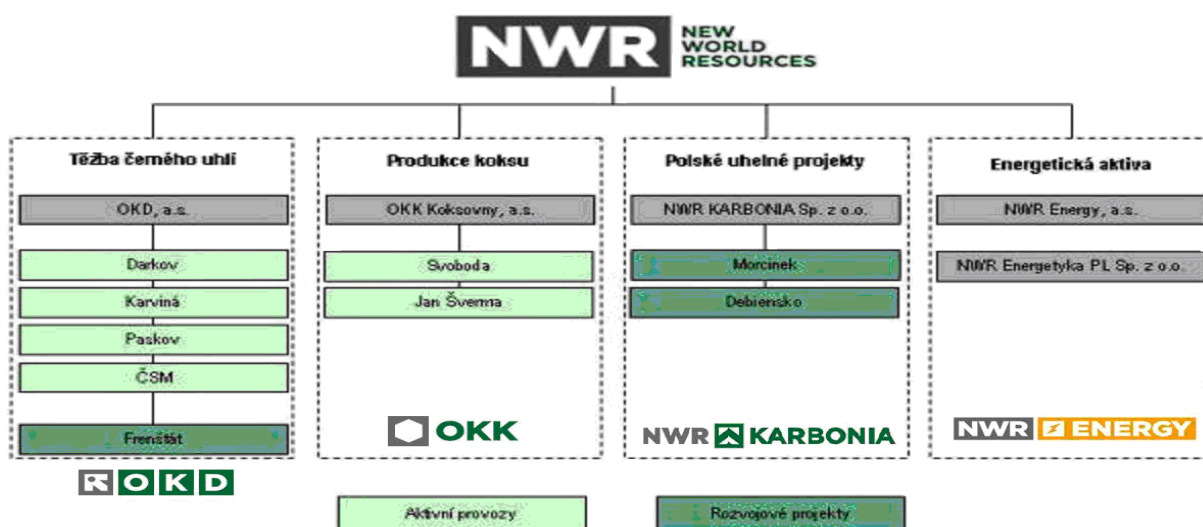 NWR NEW
WORLD
RESOURCES
Těžba černého uhlí
OKD, a.s.
Darkov
Karviná
Paskov
ČSM
Frenštát
OKD
Produkce koksu
OKK Koksovny, a.s.
Svoboda
Jan Šverma
OKK
Polské uhelné projekty
NWR KARBONIA Sp. z o.o.
Morcinek
Debiensko
NWR KARBONIA
Energetická aktiva
NWR Energy, a.s.
NWR Energetyka PL Sp. z o.o.
NWR ENERGY
Aktivní provozy
Rozvojové projekty